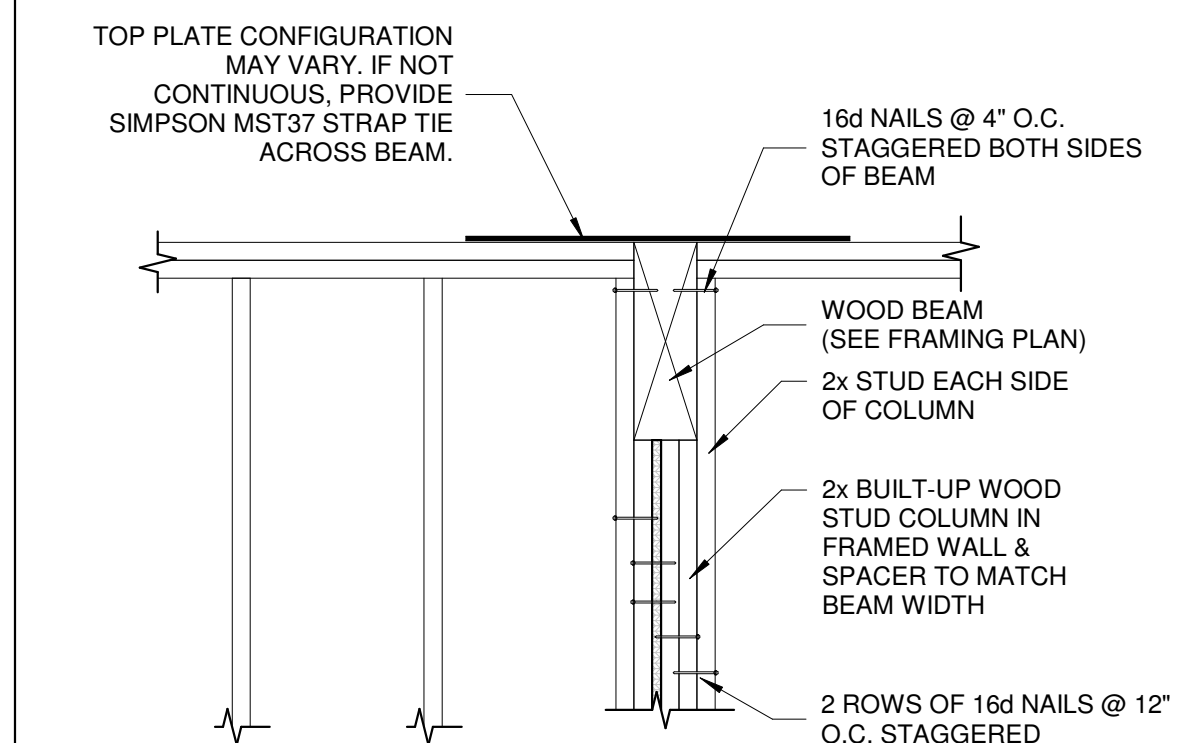 TOP PLATE CONFIGURATION
MAY VARY. IF NOT
CONTINUOUS, PROVIDE
SIMPSON MST37 STRAP TIE
ACROSS BEAM.
16d NAILS @ 4" O.C.
STAGGERED BOTH SIDES
OF BEAM
WOOD BEAM
(SEE FRAMING PLAN)
2x STUD EACH SIDE
OF COLUMN
2x BUILT-UP WOOD
STUD COLUMN IN
FRAMED WALL &
SPACER TO MATCH
BEAM WIDTH
2 ROWS OF 16d NAILS @ 12"
O.C. STAGGERED